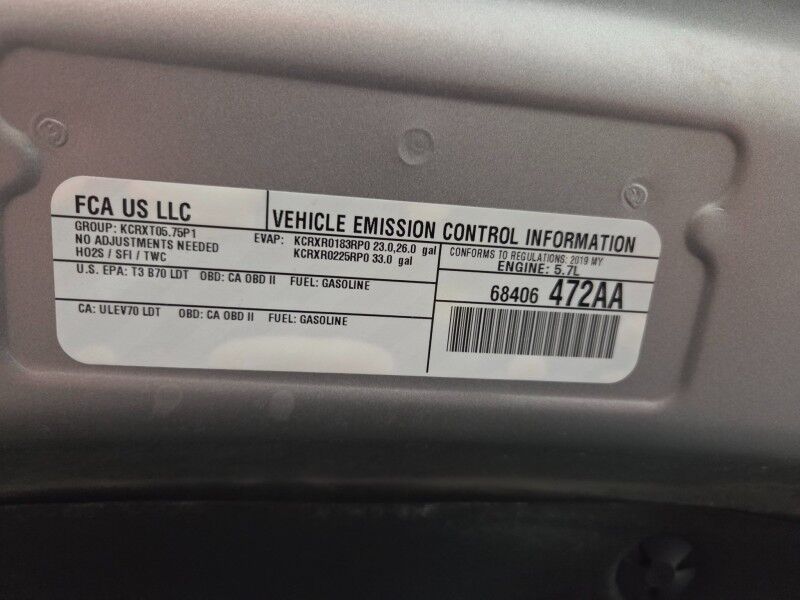 FCA US LLC
VEHICLE EMISSION CONTROL INFORMATION
GROUP: KCRXT05.75P1
NO ADJUSTMENTS NEEDED
HO2S / SFI / TWC
EVAP: KCRXR0183RP0 23.0,26.0 gal
KCRXR0225RP0 33.0 gal
CONFORMS TO REGULATIONS: 2019 MY
ENGINE: 5.7L
U.S. EPA: T3 B70 LDT OBD: CA OBD II FUEL: GASOLINE
68406 472AA
CA: ULEV70 LDT OBD: CA OBD II FUEL: GASOLINE